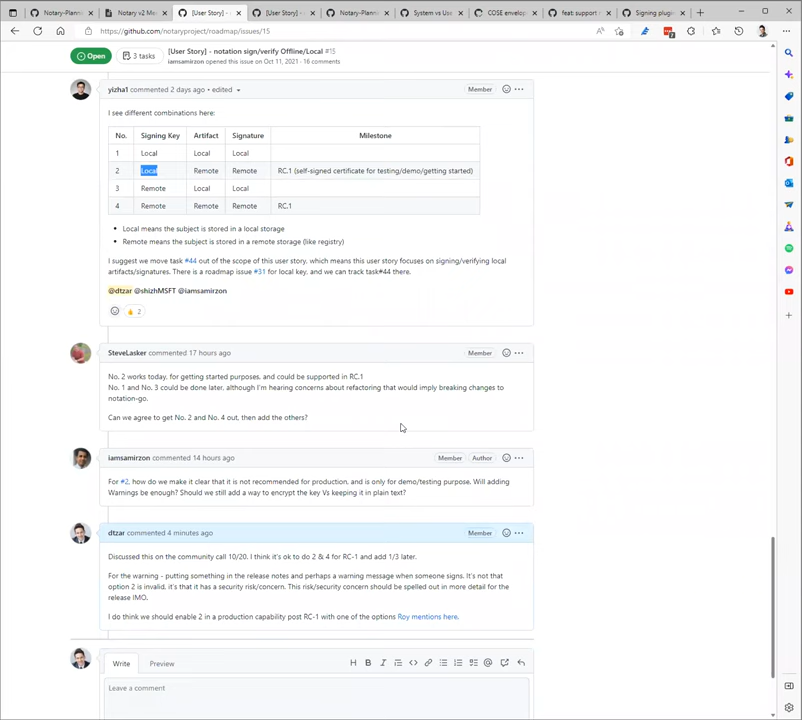 Notary-Plannin
Notary v2 Me
[User Story] -
[User Story] -
Notary-Plannin
System vs Use
COSE envelop
feat: support
Signing plugin
https://github.com/notaryproject/roadmap/issues/15
Open
3 tasks
[User Story] - notation sign/verify Offline/Local #15
iamsamirzon opened this issue on Oct 11, 2021 · 16 comments
yizha1 commented 2 days ago • edited
Member
I see different combinations here:
No. Signing Key Artifact Signature Milestone
1 Local Local Local
2 Local Remote Remote RC.1 (self-signed certificate for testing/demo/getting started)
3 Remote Local Local
4 Remote Remote Remote RC.1
• Local means the subject is stored in a local storage
• Remote means the subject is stored in a remote storage (like registry)
I suggest we move task #44 out of the scope of this user story, which means this user story focuses on signing/verifying local
artifacts/signatures. There is a roadmap issue #31 for local key, and we can track task#44 there.
@dtzar @shizhMSFT @iamsamirzon
2
SteveLasker commented 17 hours ago
Member
No. 2 works today, for getting started purposes, and could be supported in RC.1
No. 1 and No. 3 could be done later, although I'm hearing concerns about refactoring that would imply breaking changes to
notation-go.
Can we agree to get No. 2 and No. 4 out, then add the others?
iamsamirzon commented 14 hours ago
Member Author
For #2, how do we make it clear that it is not recommended for production, and is only for demo/testing purpose. Will adding
Warnings be enough? Should we still add a way to encrypt the key Vs keeping it in plain text?
dtzar commented 4 minutes ago
Member
Discussed this on the community call 10/20. I think it's ok to do 2 & 4 for RC-1 and add 1/3 later.
For the warning - putting something in the release notes and perhaps a warning message when someone signs. It's not that
option 2 is invalid, it's that it has a security risk/concern. This risk/security concern should be spelled out in more detail for the
release IMO.
I do think we should enable 2 in a production capability post RC-1 with one of the options Roy mentions here.
Write
Preview
Leave a comment